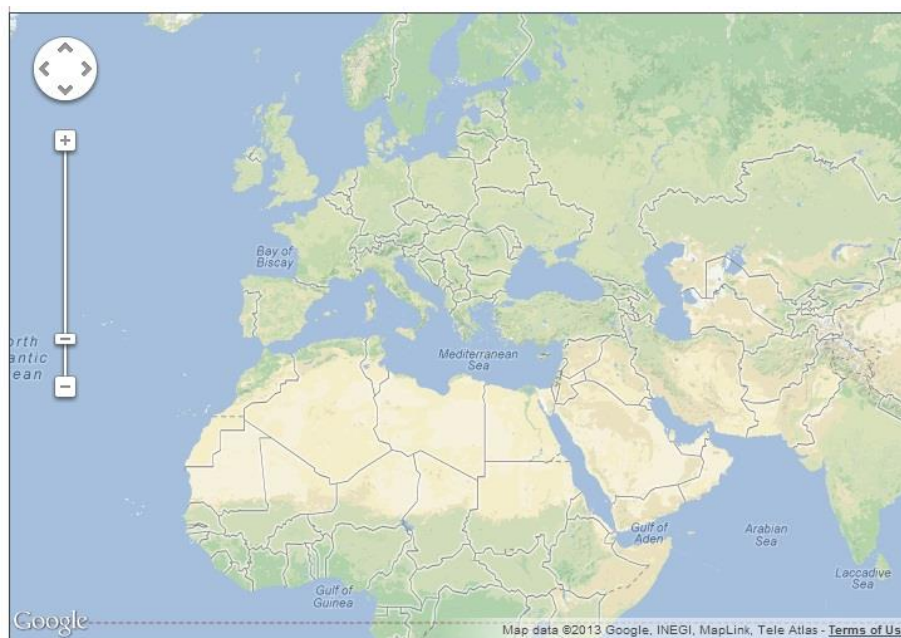 Bay of
Biscay
orth
antic
ean
Mediterranean
Sea
Gulf of
Aden
Arabian
Sea
Laccadive
Sea
Gulf of
Guinea
Google
Map data ©2013 Google, INEGI, MapLink, Tele Atlas - Terms of Us